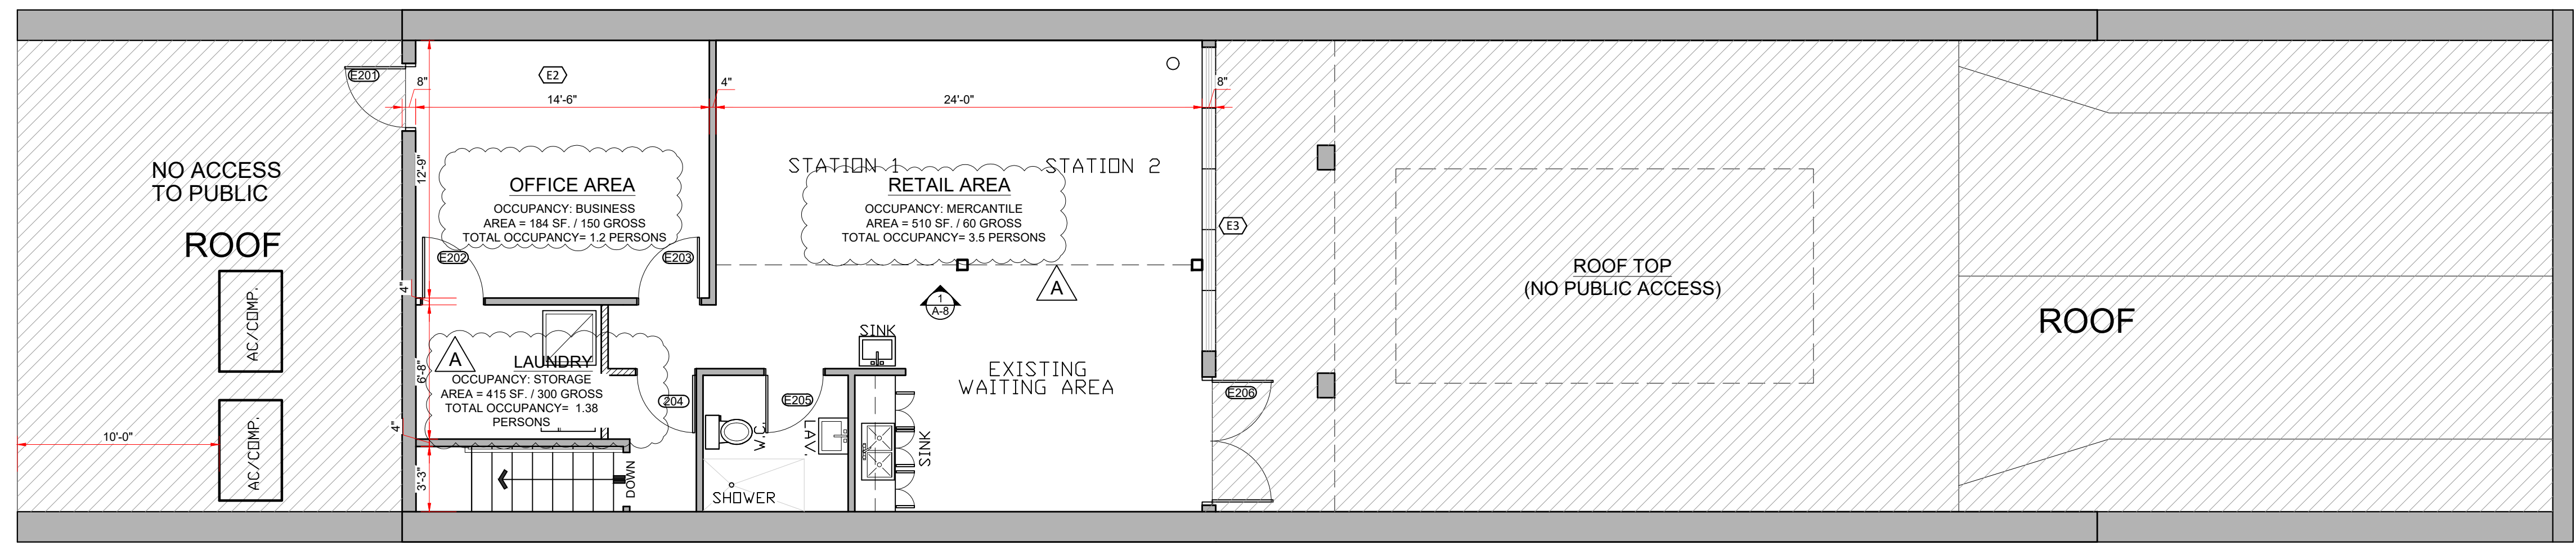 E201
8"
E2
14'-6"
4"
24'-0"
8"
NO ACCESS
TO PUBLIC
ROOF
AC/COMP.
AC/COMP.
10'-0"
12'-9"
4"
6'-8"
4"
3'-3"
OFFICE AREA
OCCUPANCY: BUSINESS
AREA = 184 SF. / 150 GROSS
TOTAL OCCUPANCY= 1.2 PERSONS
E202
E203
STATION 1
STATION 2
RETAIL AREA
OCCUPANCY: MERCANTILE
AREA = 510 SF. / 60 GROSS
TOTAL OCCUPANCY= 3.5 PERSONS
E3
A
1
A-8
A
LAUNDRY
OCCUPANCY: STORAGE
AREA = 415 SF. / 300 GROSS
TOTAL OCCUPANCY= 1.38
PERSONS
204
E205
SINK
EXISTING
WAITING AREA
E206
W.C.
LAV.
SINK
DOWN
SHOWER
ROOF TOP
(NO PUBLIC ACCESS)
ROOF